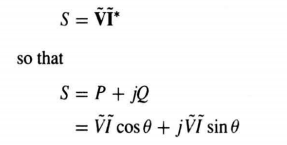 S = ṼĨ*
so that
S = P + jQ
= ṼĨ cos θ + jṼĨ sin θ